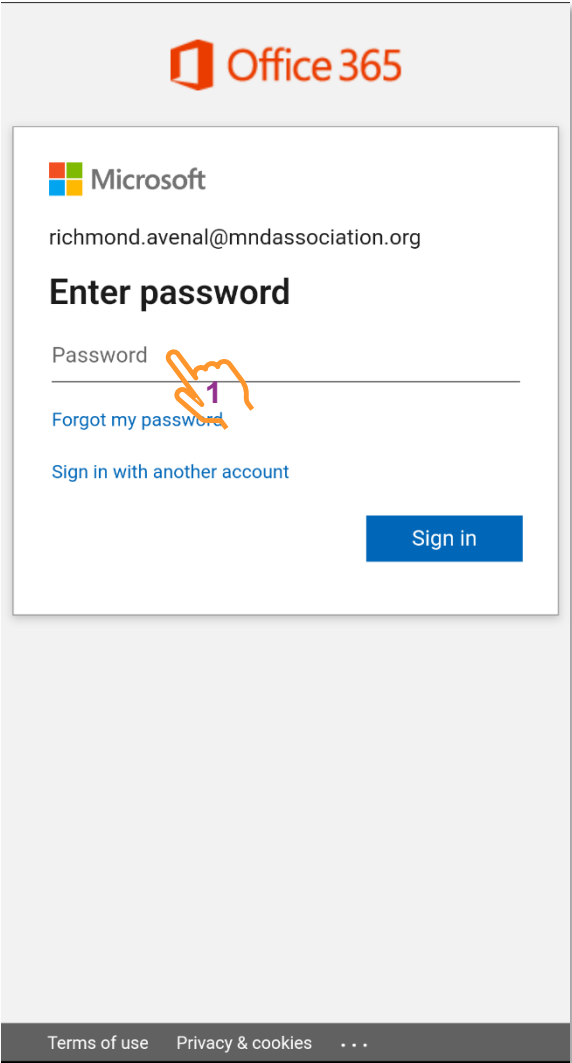 Office 365
Microsoft
richmond.avenal@mndassociation.org
Enter password
Password
1
Forgot my password
Sign in with another account
Sign in
Terms of use Privacy & cookies ...